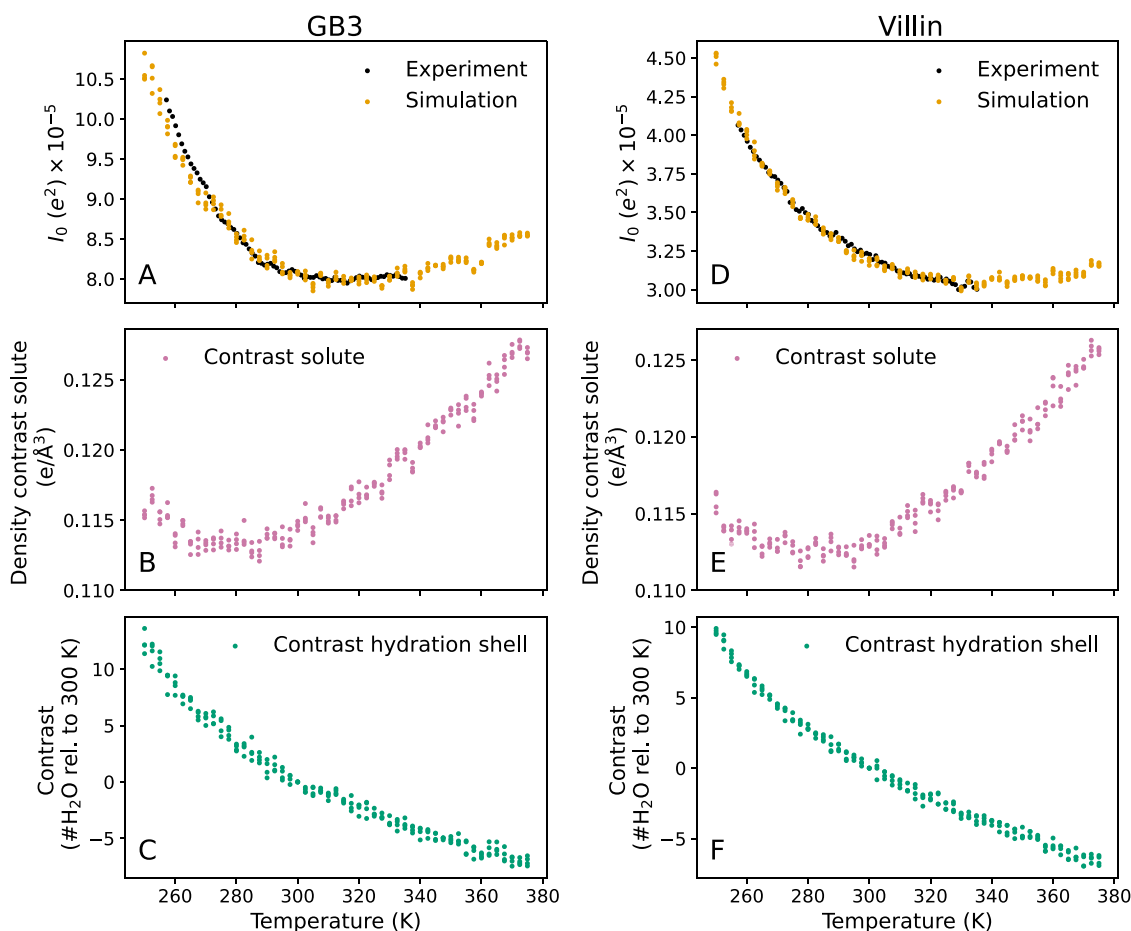 GB3
I₀ (e²) × 10⁻⁵
10.5
10.0
9.5
9.0
8.5
8.0
Experiment
Simulation
A
Density contrast solute
(e/Å³)
0.125
0.120
0.115
0.110
Contrast solute
B
Contrast
(#H₂O rel. to 300 K)
10
5
0
−5
Contrast hydration shell
C
260 280 300 320 340 360 380
Temperature (K)
Villin
I₀ (e²) × 10⁻⁵
4.50
4.25
4.00
3.75
3.50
3.25
3.00
Experiment
Simulation
D
Density contrast solute
(e/Å³)
0.125
0.120
0.115
0.110
Contrast solute
E
Contrast
(#H₂O rel. to 300 K)
10
5
0
−5
Contrast hydration shell
F
260 280 300 320 340 360 380
Temperature (K)